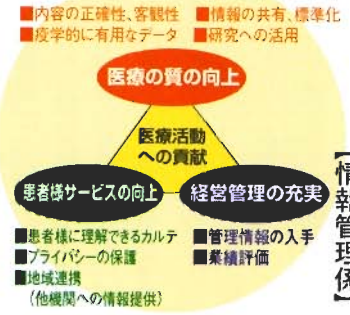 ■内容の正確性、客観性 ■情報の共有、標準化
■疫学的に有用なデータ ■研究への活用
医療の質の向上
医療活動
への貢献
患者様サービスの向上 経営管理の充実
■患者様に理解できるカルテ ■管理情報の入手
■プライバシーの保護 ■業績評価
■地域連携
(他機関への情報提供)
【情報管理係】